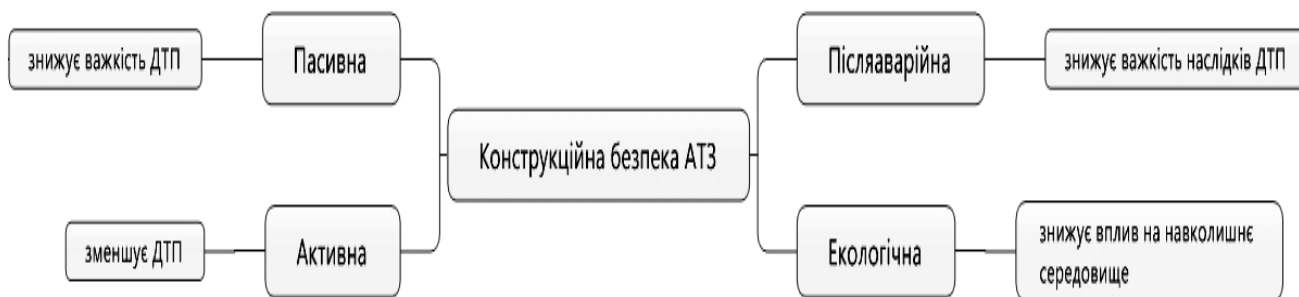 знижує важкість ДТП
Пасивна
Післяаварійна
знижує важкість наслідків ДТП
Конструкційна безпека АТЗ
зменшує ДТП
Активна
Екологічна
знижує вплив на навколишнє
середовище